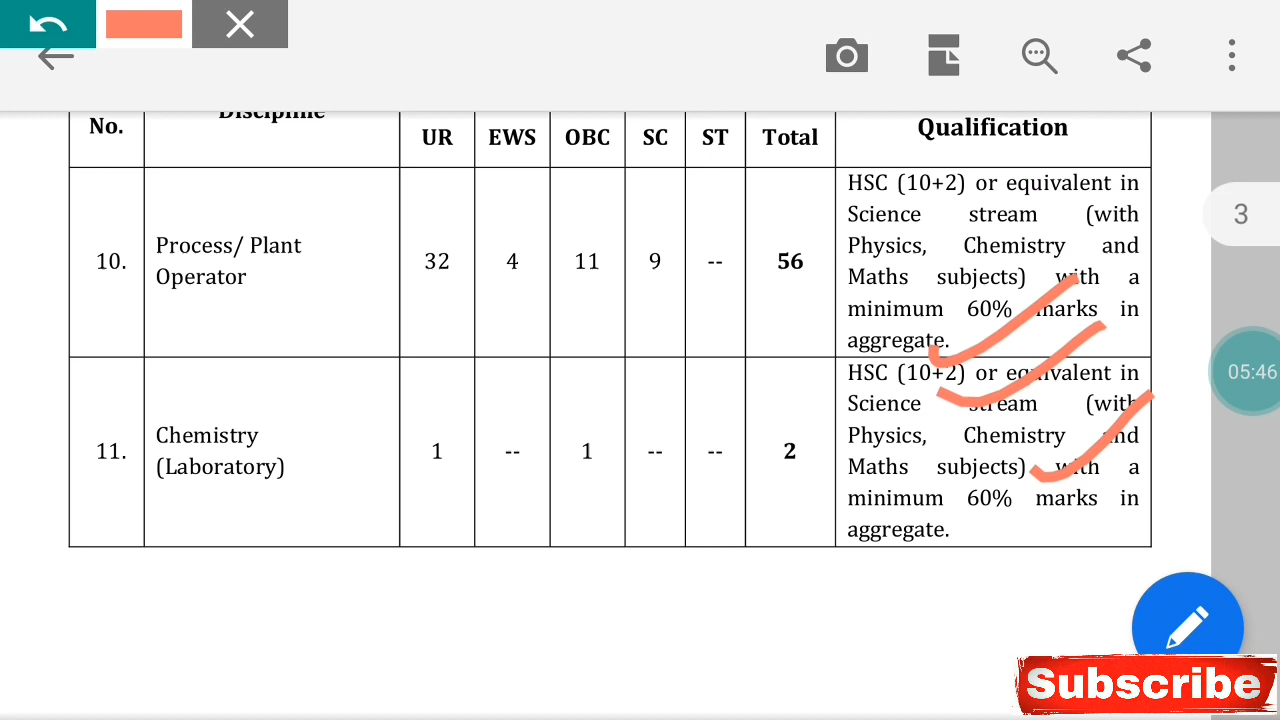 Discipline
No.
UR EWS OBC SC ST Total
Qualification
10.
Process/ Plant
Operator
32 4 11 9 -- 56
HSC (10+2) or equivalent in
Science stream (with
Physics, Chemistry and
Maths subjects) with a
minimum 60% marks in
aggregate.
11.
Chemistry
(Laboratory)
1 -- 1 -- -- 2
HSC (10+2) or equivalent in
Science stream (with
Physics, Chemistry and
Maths subjects) with a
minimum 60% marks in
aggregate.
3
05:46
Subscribe